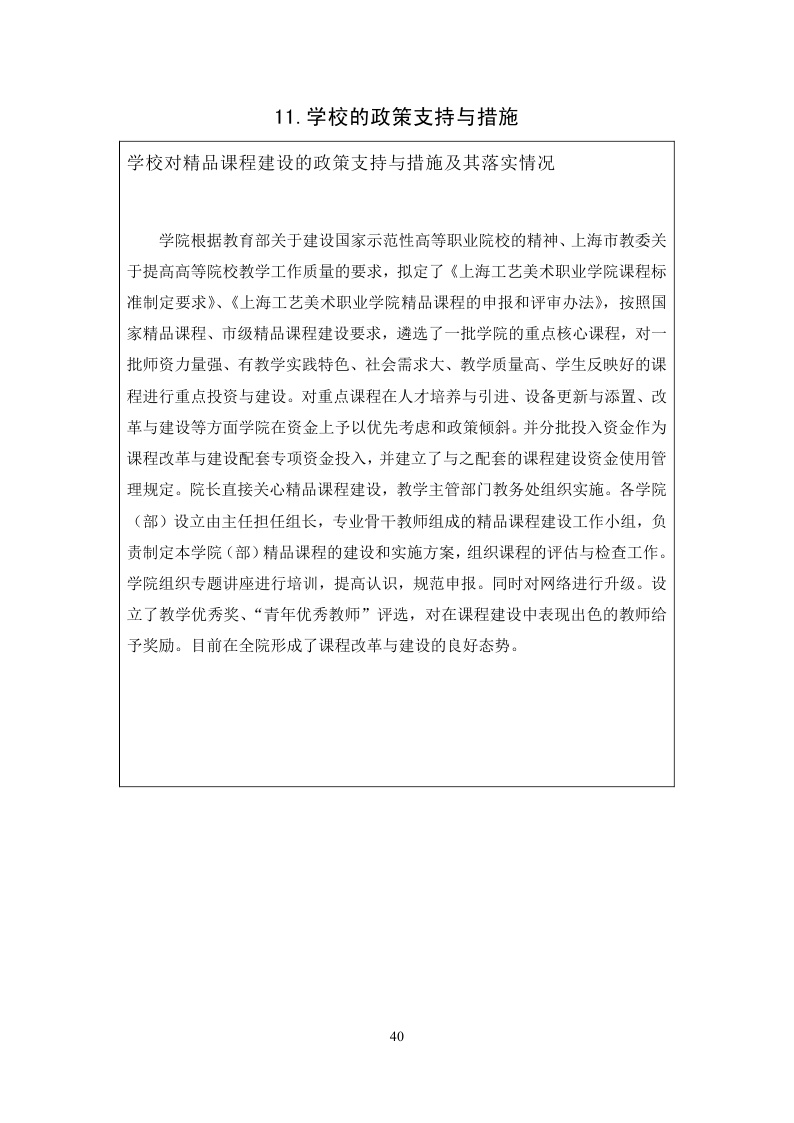 11.学校的政策支持与措施
学校对精品课程建设的政策支持与措施及其落实情况
学院根据教育部关于建设国家示范性高等职业院校的精神、上海市教委关
于提高高等院校教学工作质量的要求，拟定了《上海工艺美术职业学院课程标
准制定要求》、《上海工艺美术职业学院精品课程的申报和评审办法》，按照国
家精品课程、市级精品课程建设要求，遴选了一批学院的重点核心课程，对一
批师资力量强、有教学实践特色、社会需求大、教学质量高、学生反映好的课
程进行重点投资与建设。对重点课程在人才培养与引进、设备更新与添置、改
革与建设等方面学院在资金上予以优先考虑和政策倾斜。并分批投入资金作为
课程改革与建设配套专项资金投入，并建立了与之配套的课程建设资金使用管
理规定。院长直接关心精品课程建设，教学主管部门教务处组织实施。各学院
（部）设立由主任担任组长，专业骨干教师组成的精品课程建设工作小组，负
责制定本学院（部）精品课程的建设和实施方案，组织课程的评估与检查工作。
学院组织专题讲座进行培训，提高认识，规范申报。同时对网络进行升级。设
立了教学优秀奖、“青年优秀教师”评选，对在课程建设中表现出色的教师给
予奖励。目前在全院形成了课程改革与建设的良好态势。
40